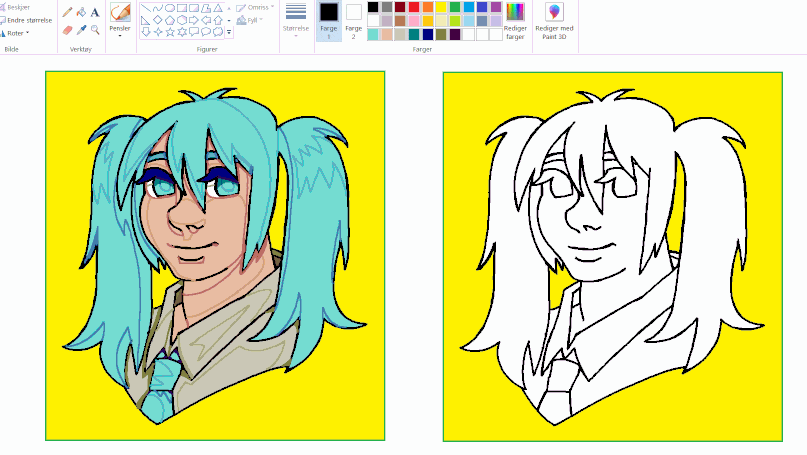 Beskjær
Endre størrelse
Roter
Bilde
A
Verktøy
Pensler
Figurer
Omriss
Fyll
Størrelse
Farge
1
Farge
2
Farger
Rediger
farger
Rediger med
Paint 3D